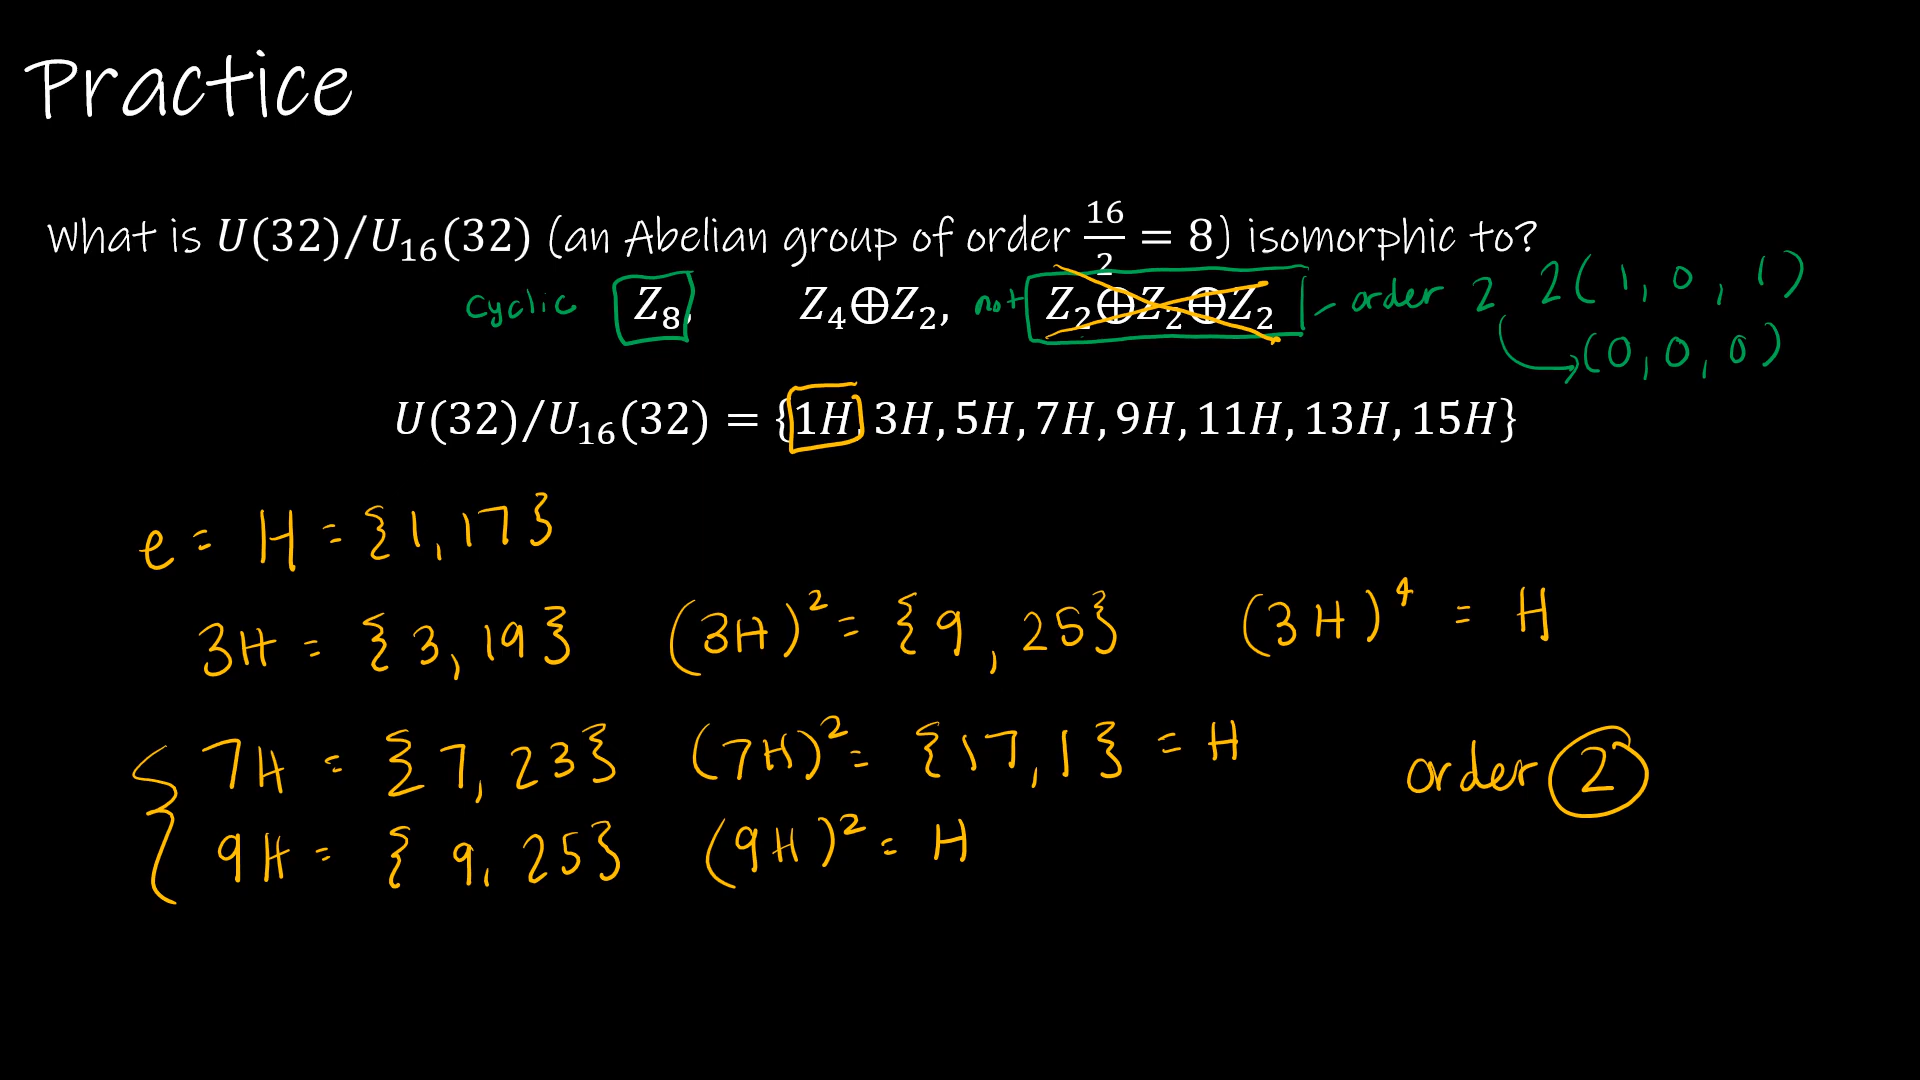 Practice
What is U(32)/U₁₆(32) (an Abelian group of order 16/2 = 8) isomorphic to?
cyclic Z₈, Z₄⊕Z₂, not Z₂⊕Z₂⊕Z₂ - order 2 2(1, 0, 1)
(0, 0, 0)
U(32)/U₁₆(32) = {1H, 3H, 5H, 7H, 9H, 11H, 13H, 15H}
e = H = {1, 17}
3H = {3, 19} (3H)² = {9, 25} (3H)⁴ = H
7H = {7, 23} (7H)² = {17, 1} = H order 2
9H = {9, 25} (9H)² = H